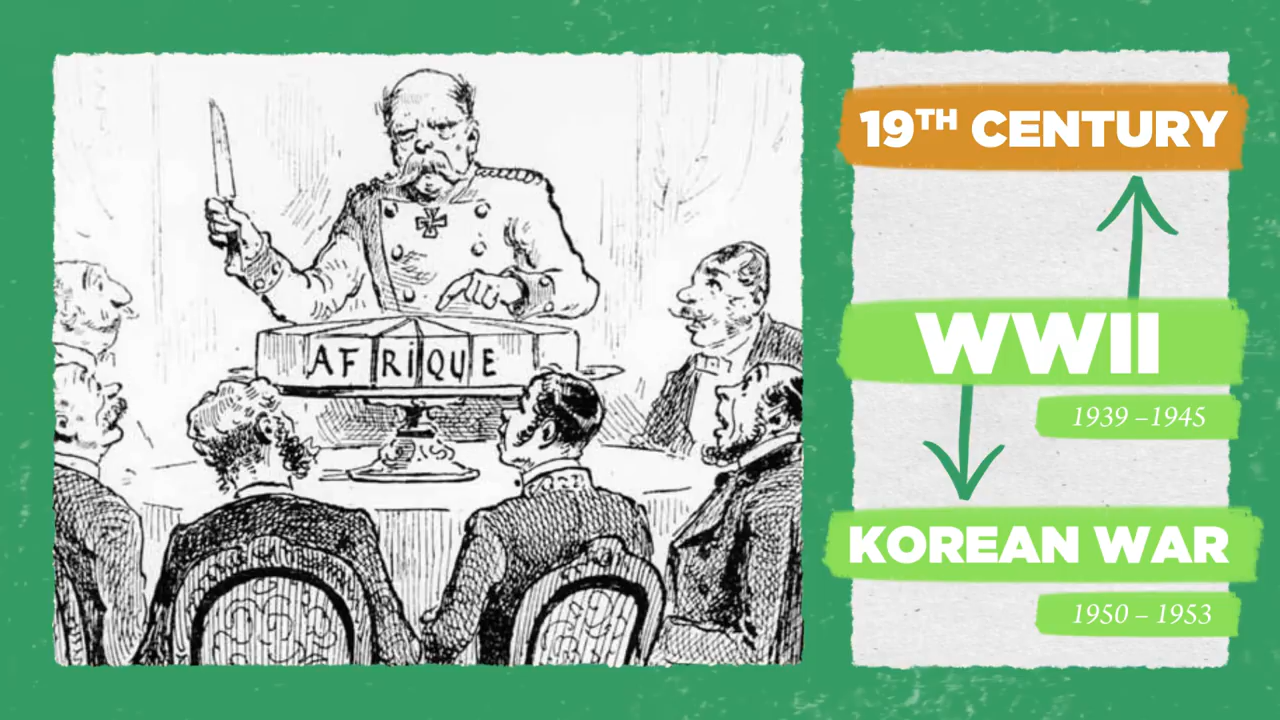 AFRIQUE
19TH CENTURY
WWII
1939 – 1945
KOREAN WAR
1950 – 1953